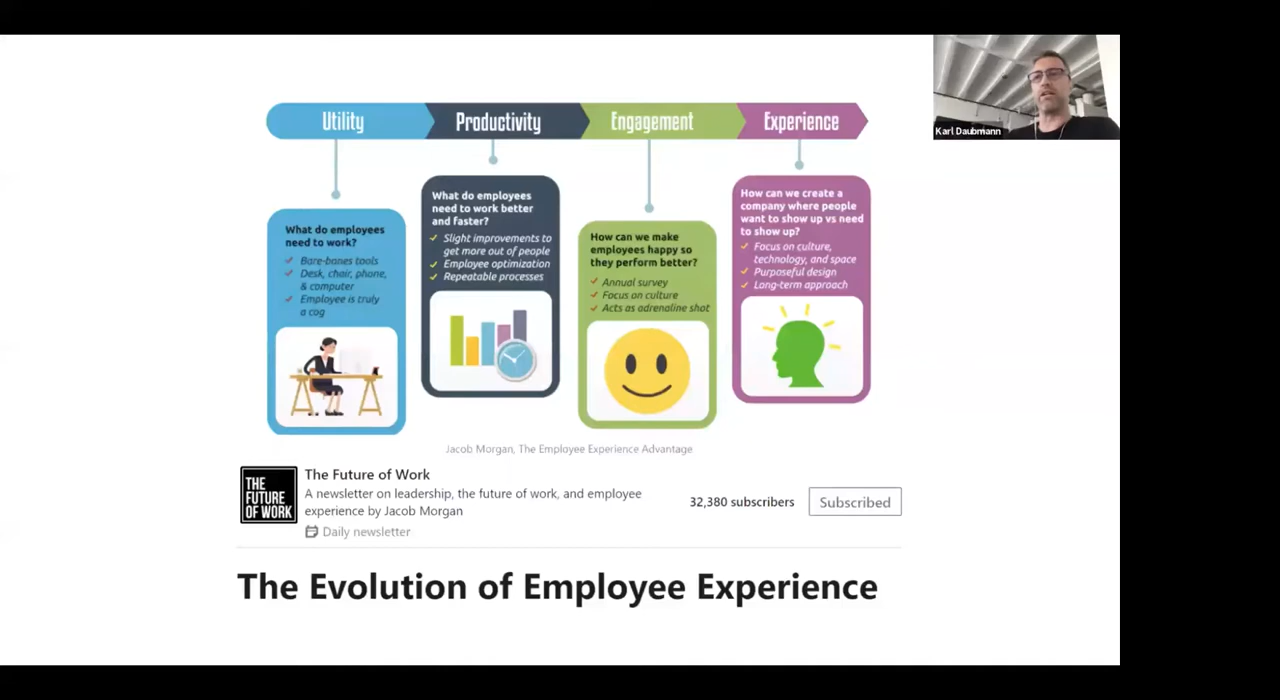 Utility
Productivity
Engagement
Experience
What do employees
need to work?
Bare-bones tools
Desk, chair, phone,
& computer
Employee is truly
a cog
What do employees
need to work better
and faster?
Slight improvements to
get more out of people
Employee optimization
Repeatable processes
How can we make
employees happy so
they perform better?
Annual survey
Focus on culture
Acts as adrenaline shot
How can we create a
company where people
want to show up vs need
to show up?
Focus on culture,
technology, and space
Purposeful design
Long-term approach
Karl Daubmann
Jacob Morgan, The Employee Experience Advantage
THE
FUTURE
OF WORK
The Future of Work
A newsletter on leadership, the future of work, and employee
experience by Jacob Morgan
Daily newsletter
32,380 subscribers
Subscribed
The Evolution of Employee Experience